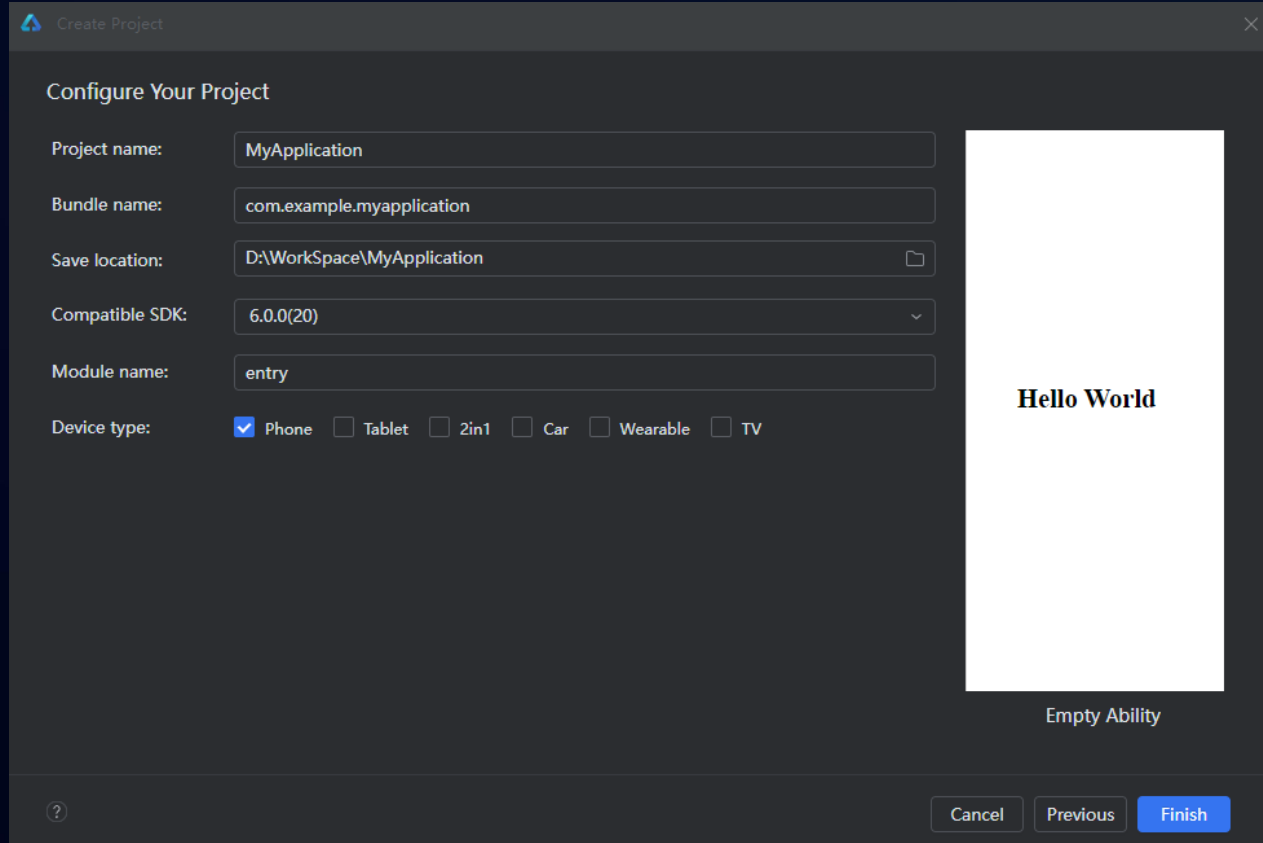 Create Project
Configure Your Project
Project name: MyApplication
Bundle name: com.example.myapplication
Save location: D:\WorkSpace\MyApplication
Compatible SDK: 6.0.0(20)
Module name: entry
Device type: Phone Tablet 2in1 Car Wearable TV
Hello World
Empty Ability
? Cancel Previous Finish